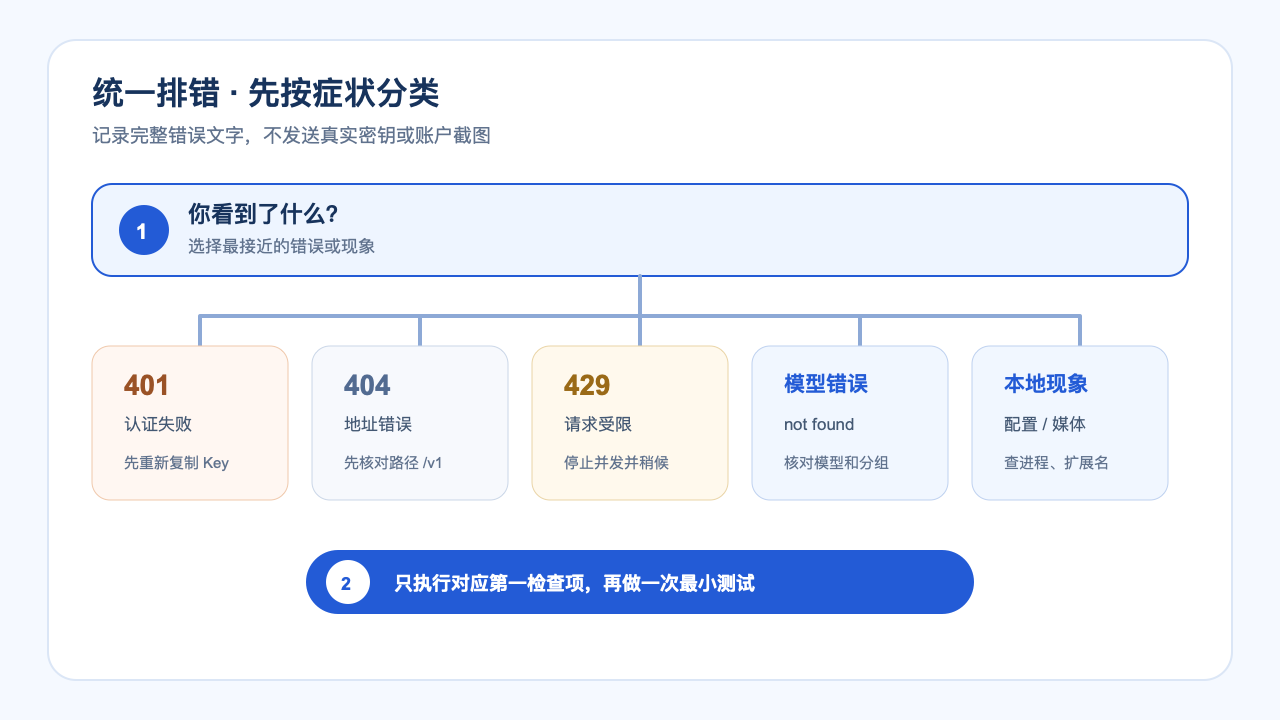 统一排错 · 先按症状分类
记录完整错误文字，不发送真实密钥或账户截图
1
你看到了什么?
选择最接近的错误或现象
401
认证失败
先重新复制 Key
404
地址错误
先核对路径 /v1
429
请求受限
停止并发并稍候
模型错误
not found
核对模型和分组
本地现象
配置 / 媒体
查进程、扩展名
2
只执行对应第一检查项，再做一次最小测试